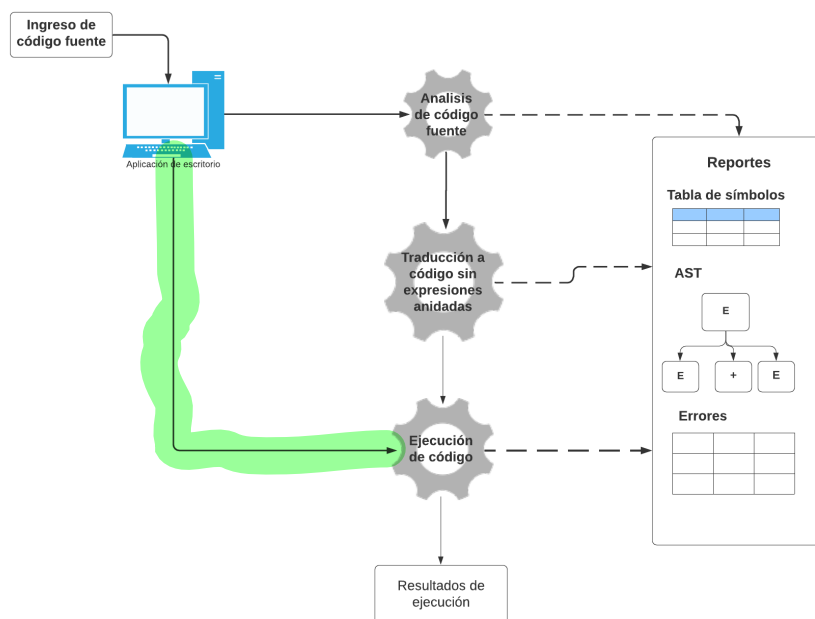 Ingreso de
código fuente
Aplicación de escritorio
Analisis
de código
fuente
Traducción a
código sin
expresiones
anidadas
Ejecución
de código
Resultados de
ejecución
Reportes
Tabla de símbolos
AST
E
E
+
E
Errores